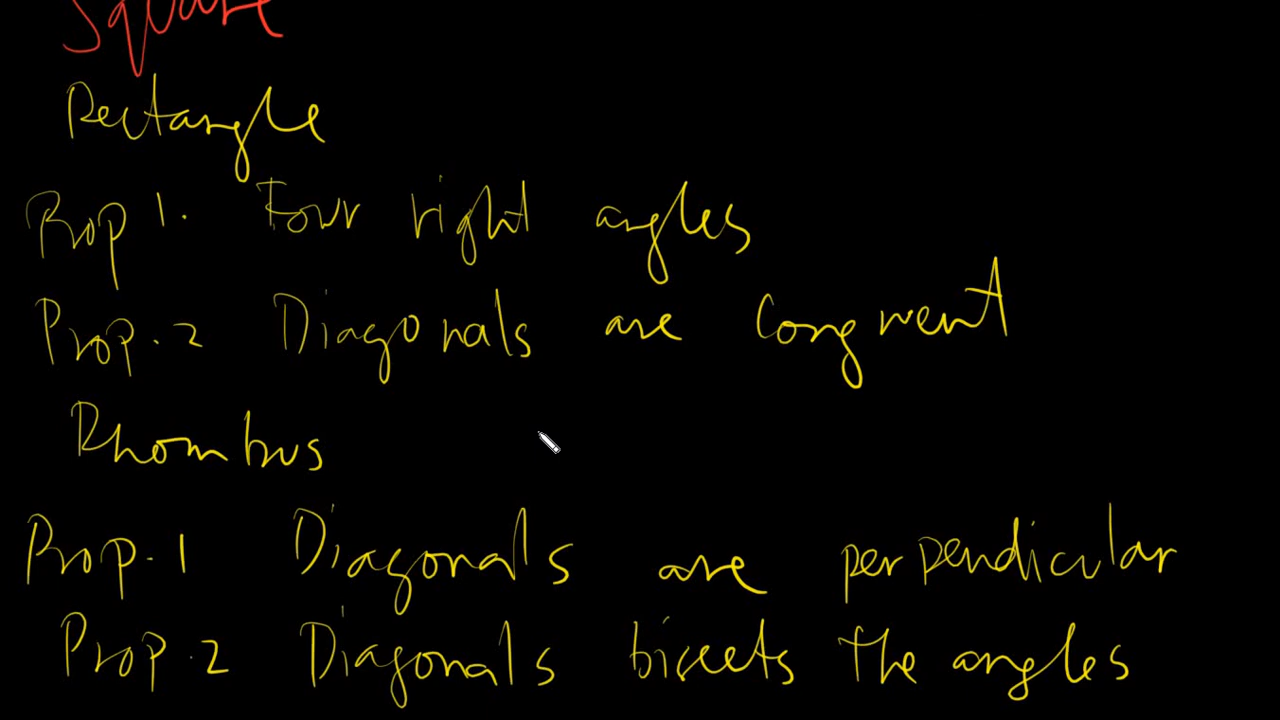 Square
Rectangle
Prop 1. Four right angles
Prop. 2 Diagonals are congruent
Rhombus
Prop. 1 Diagonals are perpendicular
Prop. 2 Diagonals bisects the angles